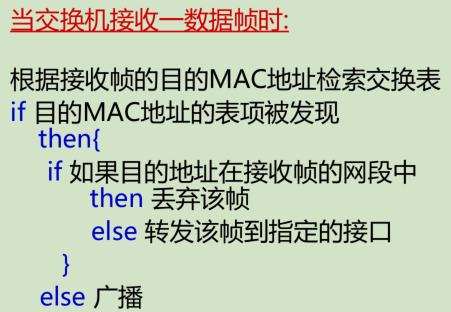 当交换机接收一数据帧时:
根据接收帧的目的MAC地址检索交换表
if 目的MAC地址的表项被发现
then{
if 如果目的地址在接收帧的网段中
then 丢弃该帧
else 转发该帧到指定的接口
}
else 广播